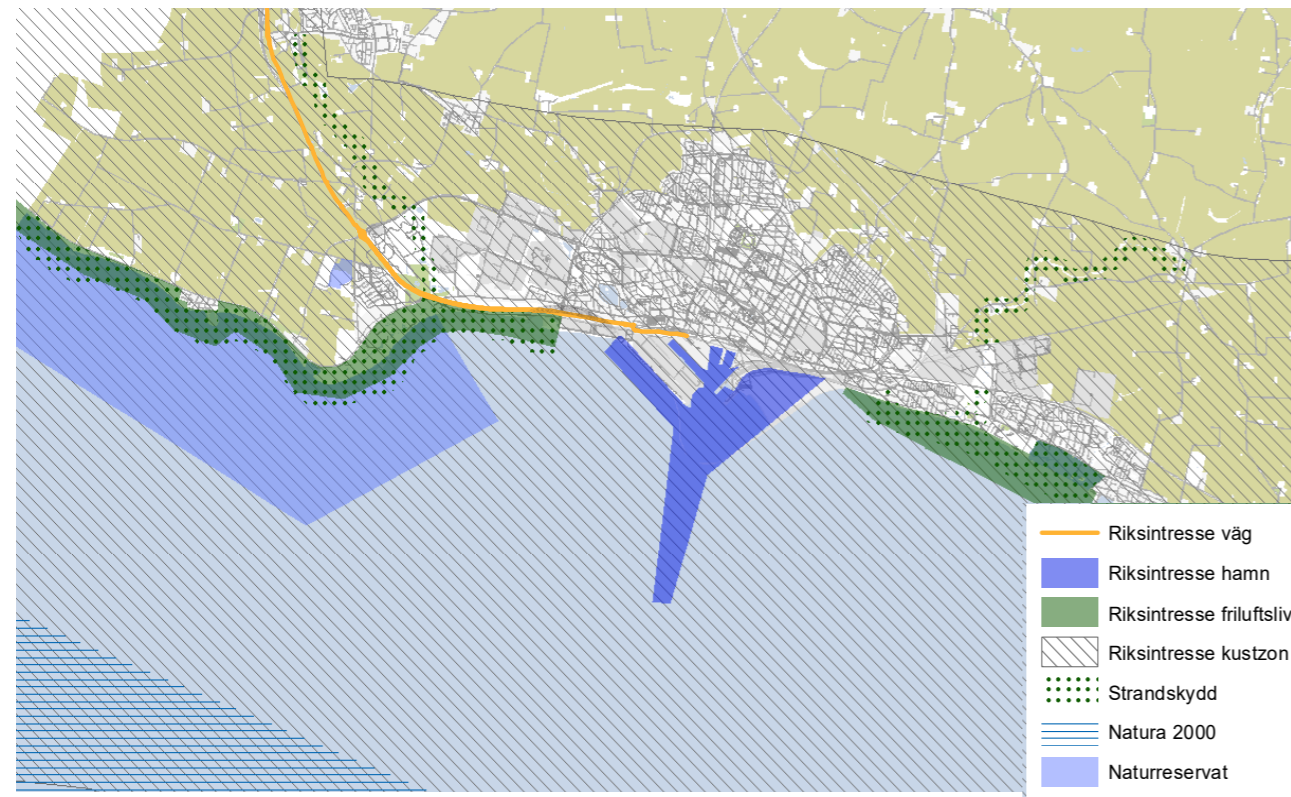 Riksintresse väg
Riksintresse hamn
Riksintresse friluftsliv
Riksintresse kustzon
Strandskydd
Natura 2000
Naturreservat